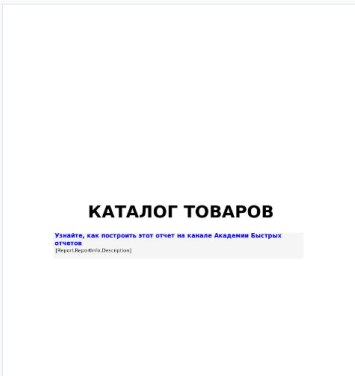 КАТАЛОГ ТОВАРОВ
Узнайте, как построить этот отчет на канале Академии Быстрых
отчетов
[Report.ReportInfo.Description]